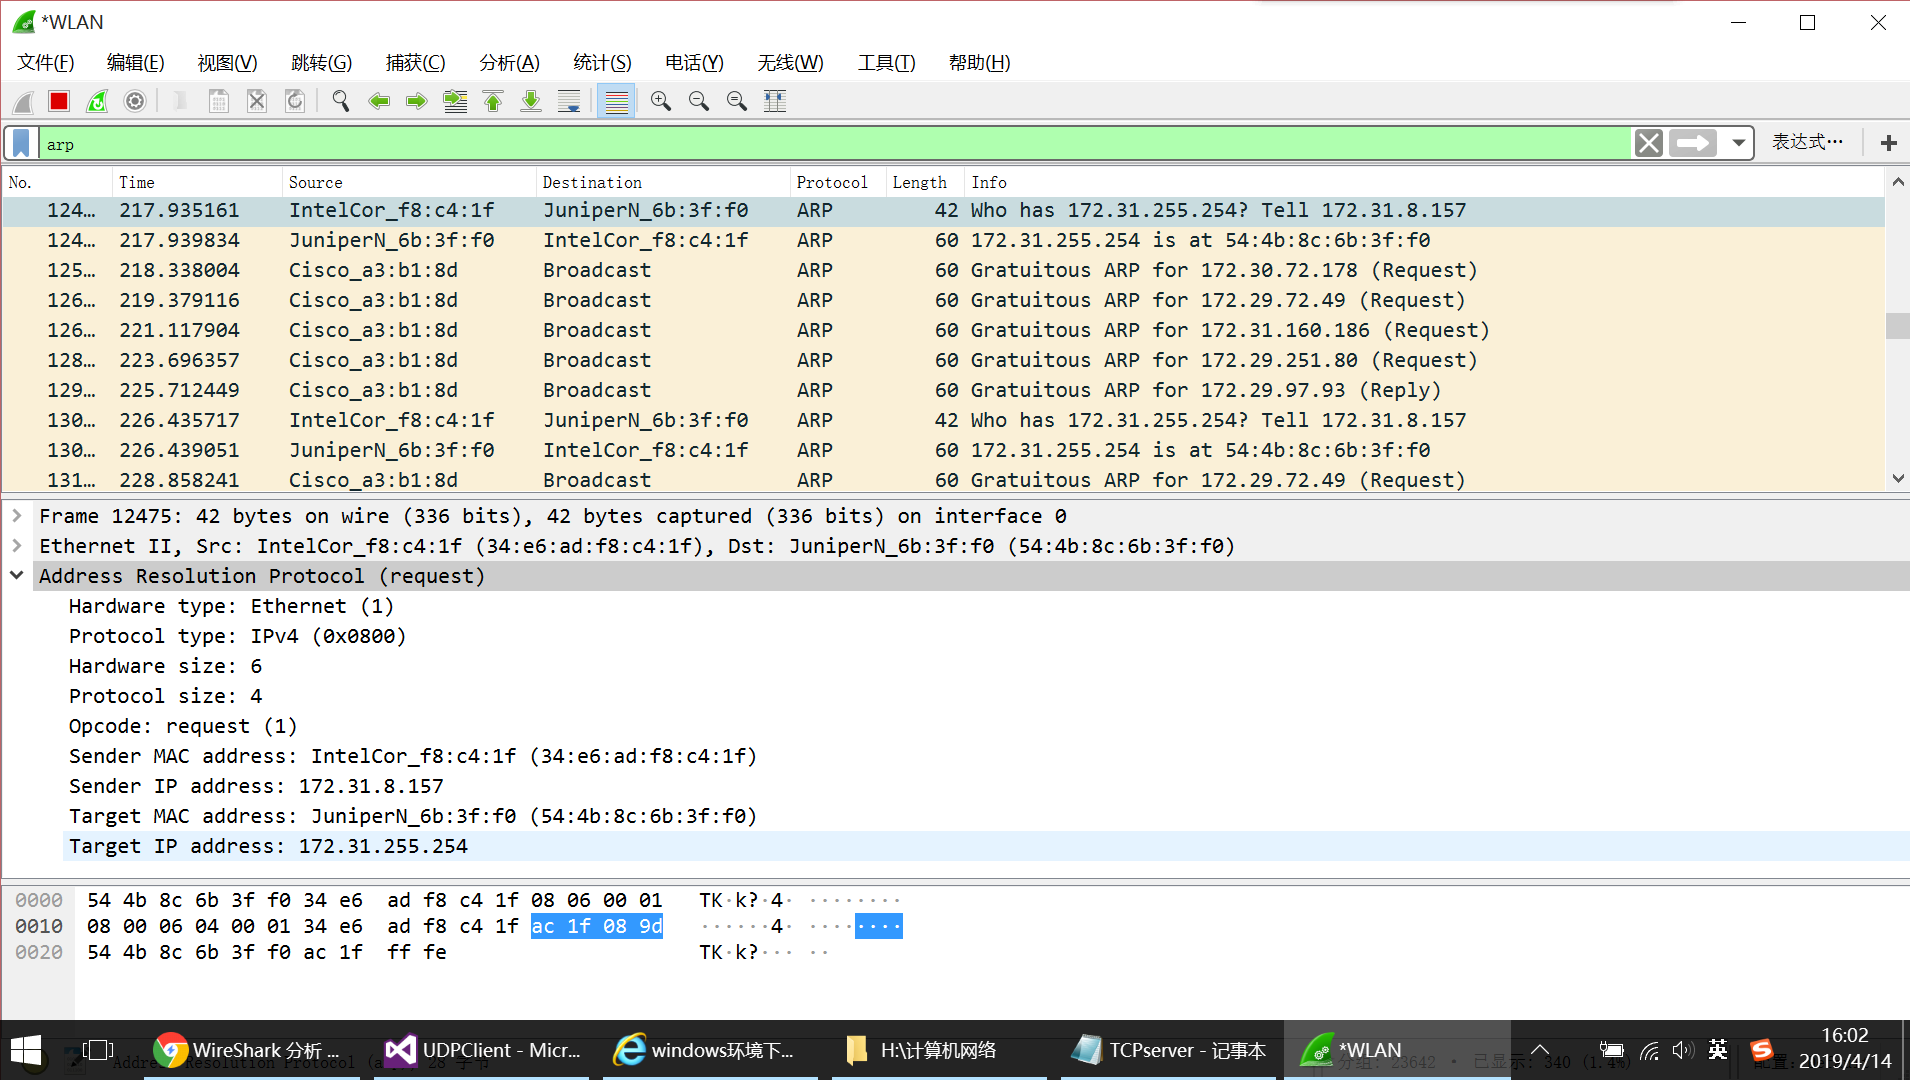 *WLAN
文件(F) 编辑(E) 视图(V) 跳转(G) 捕获(C) 分析(A) 统计(S) 电话(Y) 无线(W) 工具(T) 帮助(H)
arp 表达式…
No. Time Source Destination Protocol Length Info
124… 217.935161 IntelCor_f8:c4:1f JuniperN_6b:3f:f0 ARP 42 Who has 172.31.255.254? Tell 172.31.8.157
124… 217.939834 JuniperN_6b:3f:f0 IntelCor_f8:c4:1f ARP 60 172.31.255.254 is at 54:4b:8c:6b:3f:f0
125… 218.338004 Cisco_a3:b1:8d Broadcast ARP 60 Gratuitous ARP for 172.30.72.178 (Request)
126… 219.379116 Cisco_a3:b1:8d Broadcast ARP 60 Gratuitous ARP for 172.29.72.49 (Request)
126… 221.117904 Cisco_a3:b1:8d Broadcast ARP 60 Gratuitous ARP for 172.31.160.186 (Request)
128… 223.696357 Cisco_a3:b1:8d Broadcast ARP 60 Gratuitous ARP for 172.29.251.80 (Request)
129… 225.712449 Cisco_a3:b1:8d Broadcast ARP 60 Gratuitous ARP for 172.29.97.93 (Reply)
130… 226.435717 IntelCor_f8:c4:1f JuniperN_6b:3f:f0 ARP 42 Who has 172.31.255.254? Tell 172.31.8.157
130… 226.439051 JuniperN_6b:3f:f0 IntelCor_f8:c4:1f ARP 60 172.31.255.254 is at 54:4b:8c:6b:3f:f0
131… 228.858241 Cisco_a3:b1:8d Broadcast ARP 60 Gratuitous ARP for 172.29.72.49 (Request)
Frame 12475: 42 bytes on wire (336 bits), 42 bytes captured (336 bits) on interface 0
Ethernet II, Src: IntelCor_f8:c4:1f (34:e6:ad:f8:c4:1f), Dst: JuniperN_6b:3f:f0 (54:4b:8c:6b:3f:f0)
Address Resolution Protocol (request)
Hardware type: Ethernet (1)
Protocol type: IPv4 (0x0800)
Hardware size: 6
Protocol size: 4
Opcode: request (1)
Sender MAC address: IntelCor_f8:c4:1f (34:e6:ad:f8:c4:1f)
Sender IP address: 172.31.8.157
Target MAC address: JuniperN_6b:3f:f0 (54:4b:8c:6b:3f:f0)
Target IP address: 172.31.255.254
0000 54 4b 8c 6b 3f f0 34 e6 ad f8 c4 1f 08 06 00 01 TK·k?·4· ········
0010 08 00 06 04 00 01 34 e6 ad f8 c4 1f ac 1f 08 9d ······4· ········
0020 54 4b 8c 6b 3f f0 ac 1f ff fe TK·k?··· ··
WireShark 分析 ... UDPClient - Micr... windows环境下... H:\计算机网络 TCPserver - 记事本 *WLAN 英 16:02
2019/4/14
分组: 23642 · 已显示: 340 (1.4%)